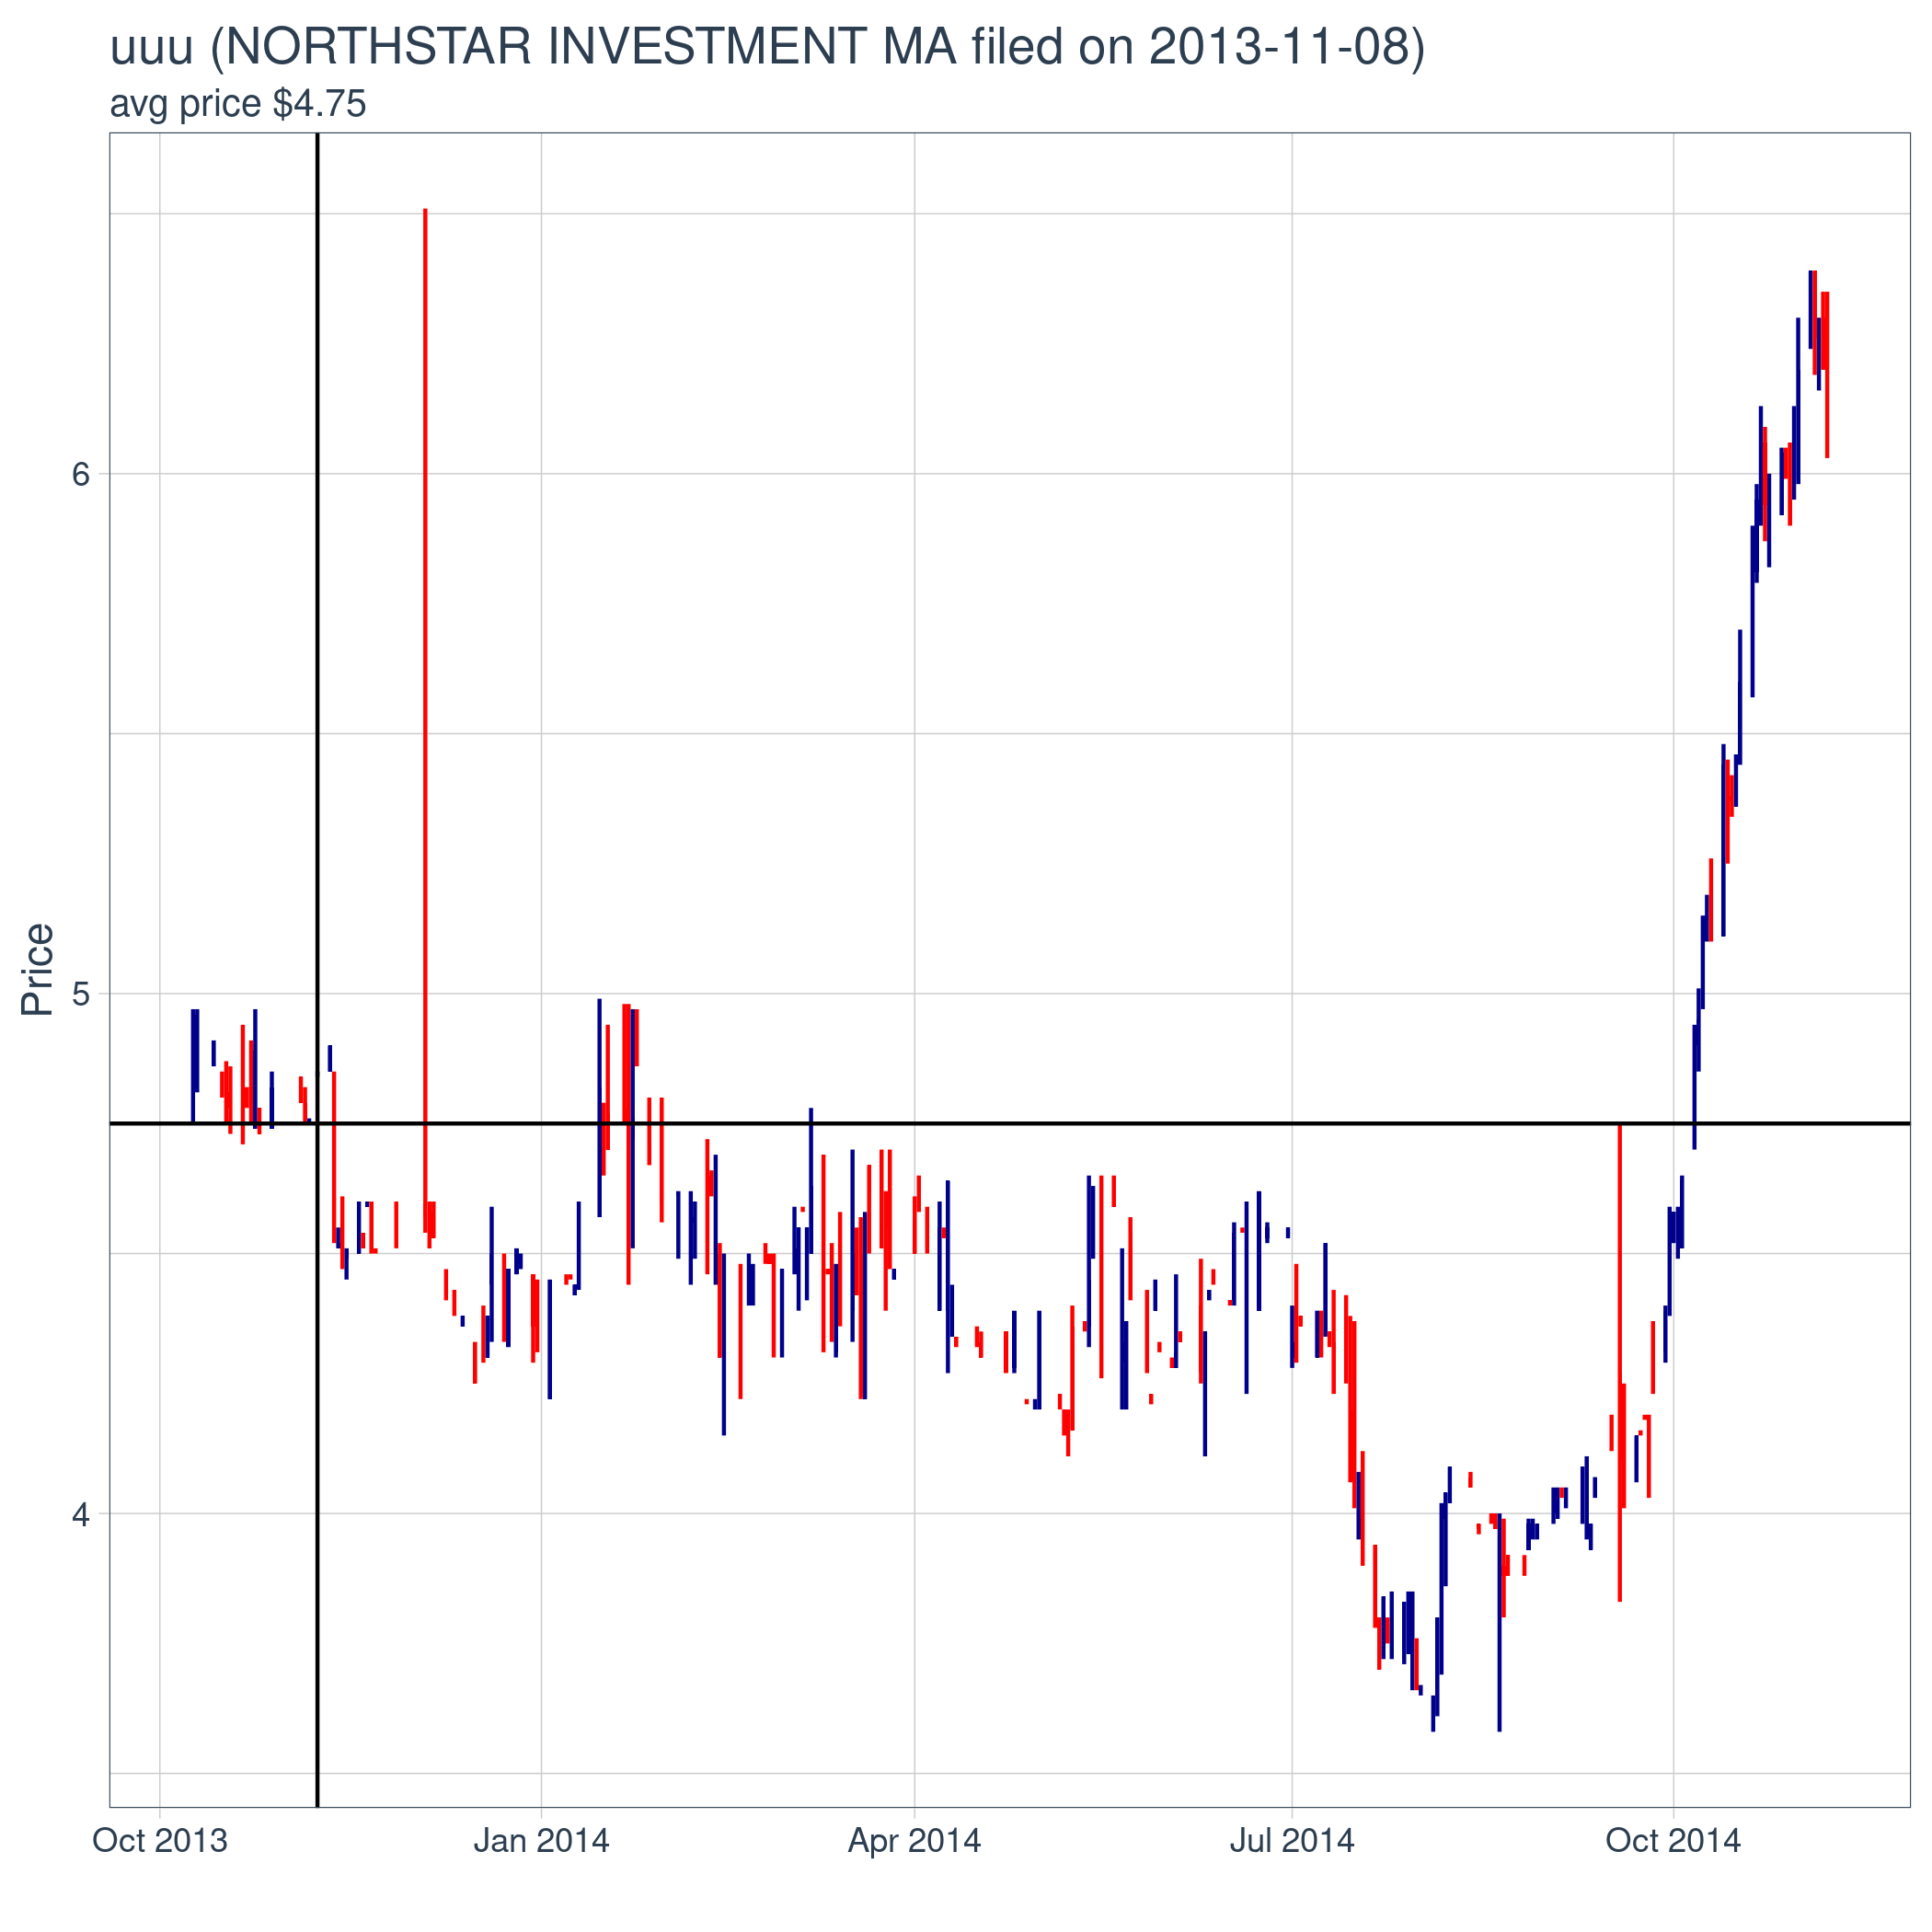 uuu (NORTHSTAR INVESTMENT MA filed on 2013-11-08)
avg price $4.75
Price
6
5
4
Oct 2013
Jan 2014
Apr 2014
Jul 2014
Oct 2014